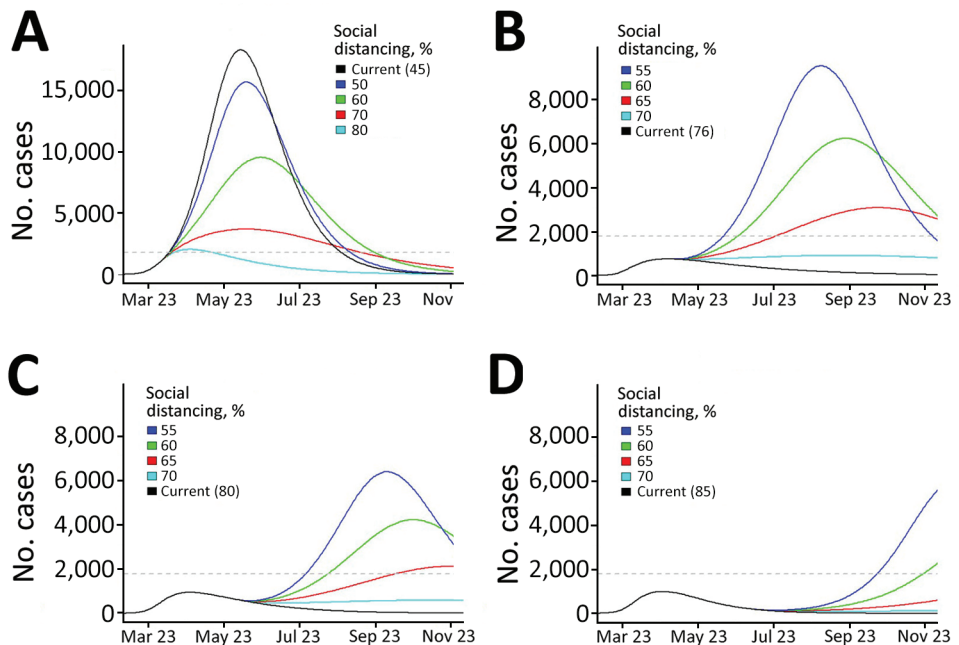 A
Social
distancing, %
Current (45)
50
60
70
80
No. cases
15,000
10,000
5,000
0
Mar 23 May 23 Jul 23 Sep 23 Nov
B
Social
distancing, %
55
60
65
70
Current (76)
No. cases
8,000
6,000
4,000
2,000
0
Mar 23 May 23 Jul 23 Sep 23 Nov 23
C
Social
distancing, %
55
60
65
70
Current (80)
No. cases
8,000
6,000
4,000
2,000
0
Mar 23 May 23 Jul 23 Sep 23 Nov 23
D
Social
distancing, %
55
60
65
70
Current (85)
No. cases
8,000
6,000
4,000
2,000
0
Mar 23 May 23 Jul 23 Sep 23 Nov 23